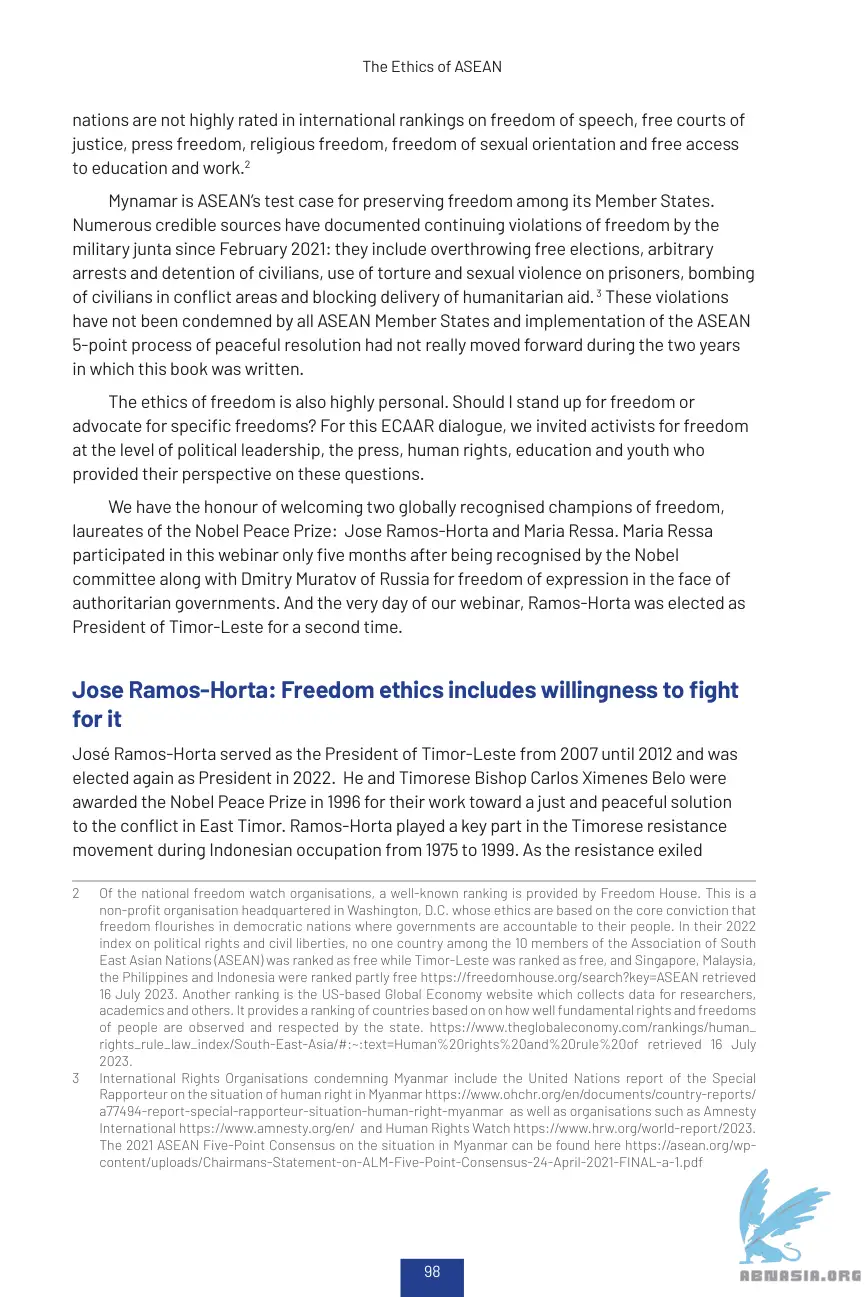 The Ethics of ASEAN
nations are not highly rated in international rankings on freedom of speech, free courts of
justice, press freedom, religious freedom, freedom of sexual orientation and free access
to education and work.2
Mynamar is ASEAN’s test case for preserving freedom among its Member States.
Numerous credible sources have documented continuing violations of freedom by the
military junta since February 2021: they include overthrowing free elections, arbitrary
arrests and detention of civilians, use of torture and sexual violence on prisoners, bombing
of civilians in conflict areas and blocking delivery of humanitarian aid. 3 These violations
have not been condemned by all ASEAN Member States and implementation of the ASEAN
5-point process of peaceful resolution had not really moved forward during the two years
in which this book was written.
The ethics of freedom is also highly personal. Should I stand up for freedom or
advocate for specific freedoms? For this ECAAR dialogue, we invited activists for freedom
at the level of political leadership, the press, human rights, education and youth who
provided their perspective on these questions.
We have the honour of welcoming two globally recognised champions of freedom,
laureates of the Nobel Peace Prize:  Jose Ramos-Horta and Maria Ressa. Maria Ressa
participated in this webinar only five months after being recognised by the Nobel
committee along with Dmitry Muratov of Russia for freedom of expression in the face of
authoritarian governments. And the very day of our webinar, Ramos-Horta was elected as
President of Timor-Leste for a second time.
Jose Ramos-Horta: Freedom ethics includes willingness to fight
for it
José Ramos-Horta served as the President of Timor-Leste from 2007 until 2012 and was
elected again as President in 2022.  He and Timorese Bishop Carlos Ximenes Belo were
awarded the Nobel Peace Prize in 1996 for their work toward a just and peaceful solution
to the conflict in East Timor. Ramos-Horta played a key part in the Timorese resistance
movement during Indonesian occupation from 1975 to 1999. As the resistance exiled
2 Of the national freedom watch organisations, a well-known ranking is provided by Freedom House. This is a
non-profit organisation headquartered in Washington, D.C. whose ethics are based on the core conviction that
freedom flourishes in democratic nations where governments are accountable to their people. In their 2022
index on political rights and civil liberties, no one country among the 10 members of the Association of South
East Asian Nations (ASEAN) was ranked as free while Timor-Leste was ranked as free, and Singapore, Malaysia,
the Philippines and Indonesia were ranked partly free https://freedomhouse.org/search?key=ASEAN retrieved
16 July 2023. Another ranking is the US-based Global Economy website which collects data for researchers,
academics and others. It provides a ranking of countries based on on how well fundamental rights and freedoms
of people are observed and respected by the state. https://www.theglobaleconomy.com/rankings/human_
rights_rule_law_index/South-East-Asia/#:~:text=Human%20rights%20and%20rule%20of retrieved 16 July
2023.
3 International Rights Organisations condemning Myanmar include the United Nations report of the Special
Rapporteur on the situation of human right in Myanmar https://www.ohchr.org/en/documents/country-reports/
a77494-report-special-rapporteur-situation-human-right-myanmar as well as organisations such as Amnesty
International https://www.amnesty.org/en/ and Human Rights Watch https://www.hrw.org/world-report/2023.
The 2021 ASEAN Five-Point Consensus on the situation in Myanmar can be found here https://asean.org/wp-
content/uploads/Chairmans-Statement-on-ALM-Five-Point-Consensus-24-April-2021-FINAL-a-1.pdf
98
ABNASIA.ORG